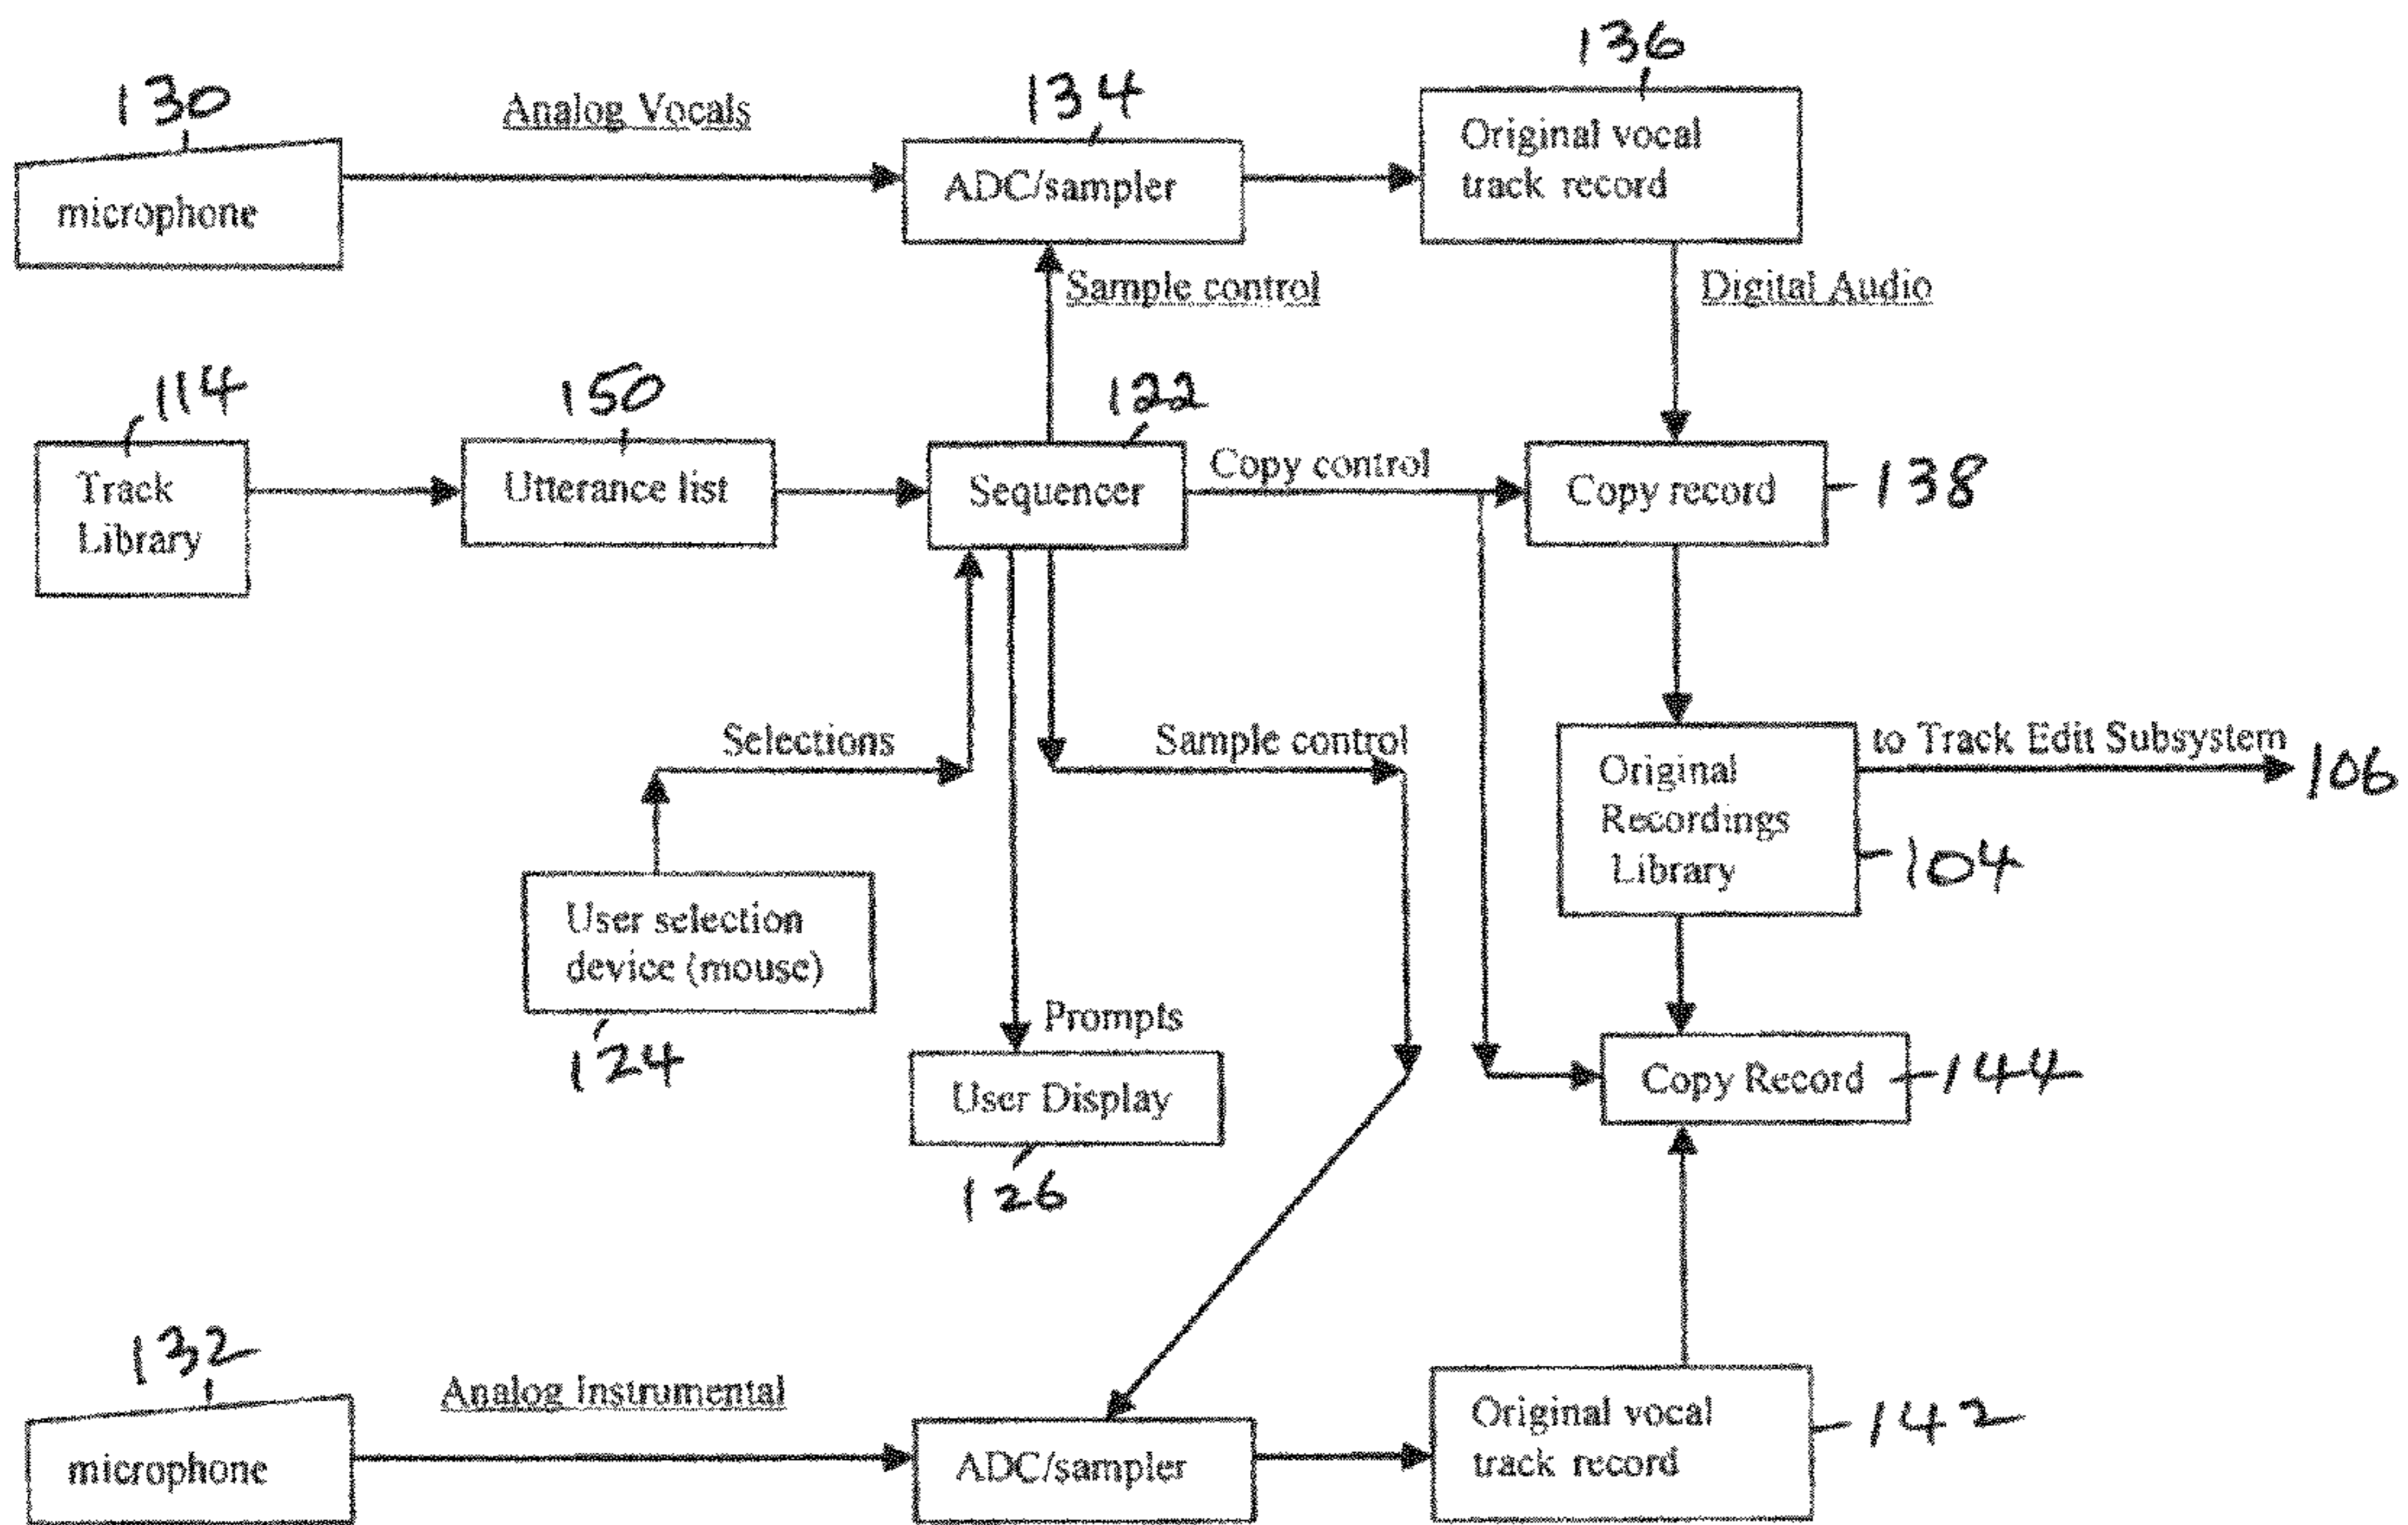 136
130
Analog Vocals
134
Original vocal
track record
ADC/sampler
microphone
Sample control
Digital Audio
114
150
122
Track
Library
Utterance list
Sequencer
Copy control
Copy record
138
Selections
Sample control
to Track Edit Subsystem
106
Original
Recordings
Library
104
User selection
device (mouse)
124
Prompts
User Display
126
Copy Record
144
132
Analog Instrumental
microphone
ADC/sampler
Original vocal
track record
142